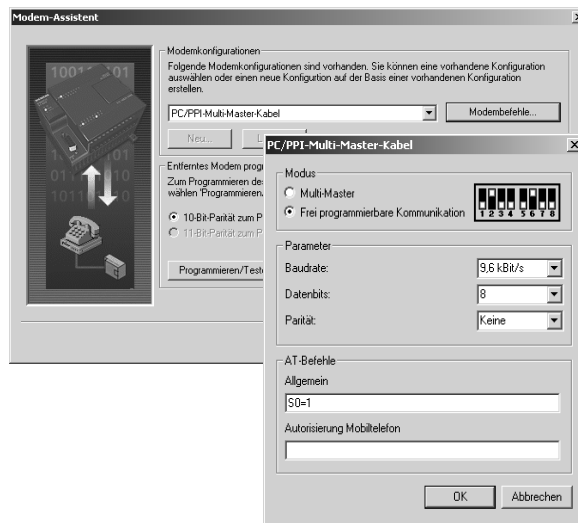 Modem-Assistent
Modemkonfigurationen
Folgende Modemkonfigurationen sind vorhanden. Sie können eine vorhandene Konfiguration
auswählen oder einen neue Konfigurtion auf der Basis einer vorhandenen Konfiguration
erstellen.
PC/PPI-Multi-Master-Kabel
Modembefehle...
Neu...
Entferntes Modem
Zum Programmieren
wählen 'Programmieren
10-Bit-Parität zum P
11-Bit-Parität zum P
Programmieren/Test
PC/PPI-Multi-Master-Kabel
Modus
Multi-Master
Frei programmierbare Kommunikation
1 2 3 4 5 6 7 8
Parameter
Baudrate:
9,6 kBit/s
Datenbits:
8
Parität:
Keine
AT-Befehle
Allgemein
S0=1
Autorisierung Mobiltelefon
OK
Abbrechen